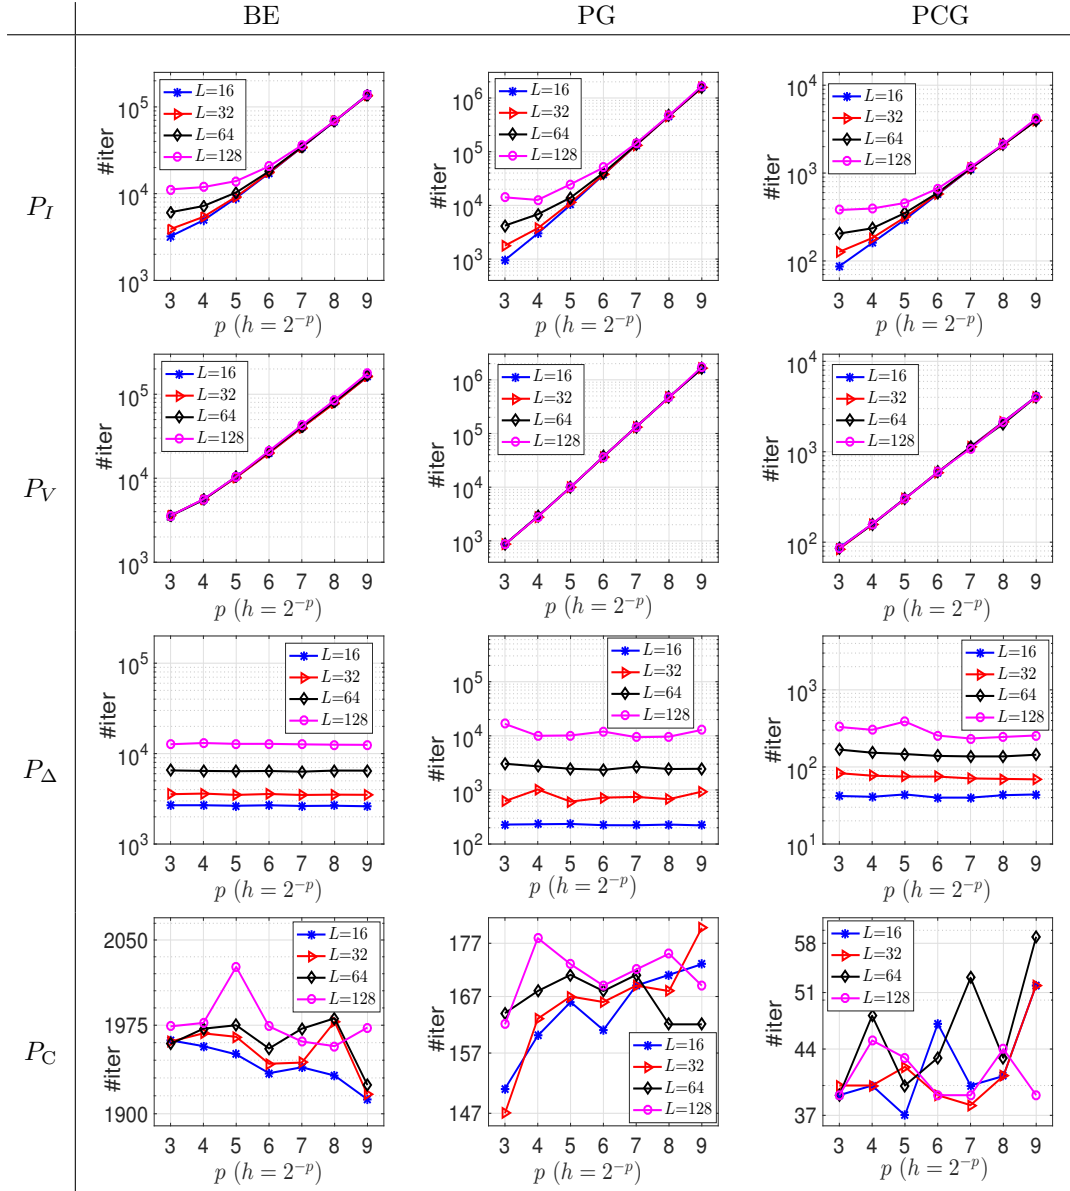 BE PG PCG
P_I
10^5
10^4
10^3
#iter
L=16
L=32
L=64
L=128
3 4 5 6 7 8 9
p (h = 2^{-p})
10^6
10^5
10^4
10^3
#iter
L=16
L=32
L=64
L=128
3 4 5 6 7 8 9
p (h = 2^{-p})
10^4
10^3
10^2
#iter
L=16
L=32
L=64
L=128
3 4 5 6 7 8 9
p (h = 2^{-p})
P_V
10^5
10^4
10^3
#iter
L=16
L=32
L=64
L=128
3 4 5 6 7 8 9
p (h = 2^{-p})
10^6
10^5
10^4
10^3
#iter
L=16
L=32
L=64
L=128
3 4 5 6 7 8 9
p (h = 2^{-p})
10^4
10^3
10^2
#iter
L=16
L=32
L=64
L=128
3 4 5 6 7 8 9
p (h = 2^{-p})
P_Δ
10^5
10^4
10^3
#iter
L=16
L=32
L=64
L=128
3 4 5 6 7 8 9
p (h = 2^{-p})
10^5
10^4
10^3
10^2
#iter
L=16
L=32
L=64
L=128
3 4 5 6 7 8 9
p (h = 2^{-p})
10^3
10^2
10^1
#iter
L=16
L=32
L=64
L=128
3 4 5 6 7 8 9
p (h = 2^{-p})
P_C
2050
1975
1900
#iter
L=16
L=32
L=64
L=128
3 4 5 6 7 8 9
p (h = 2^{-p})
177
167
157
147
#iter
L=16
L=32
L=64
L=128
3 4 5 6 7 8 9
p (h = 2^{-p})
58
51
44
37
#iter
L=16
L=32
L=64
L=128
3 4 5 6 7 8 9
p (h = 2^{-p})